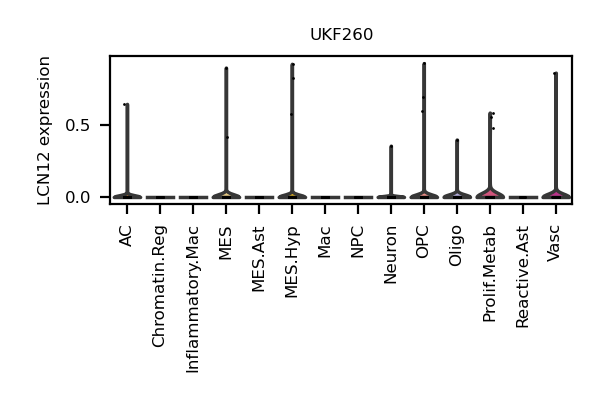 UKF260
LCN12 expression
0.5
0.0
AC
Chromatin.Reg
Inflammatory.Mac
MES
MES.Ast
MES.Hyp
Mac
NPC
Neuron
OPC
Oligo
Prolif.Metab
Reactive.Ast
Vasc